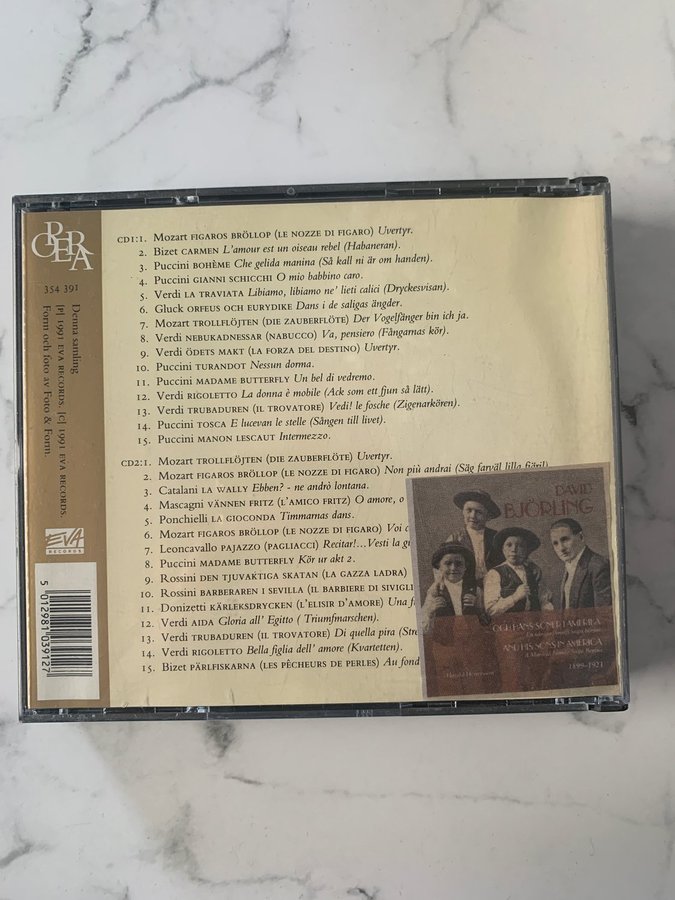 OPERA
354 391
Denna samling
[P] 1991 EVA RECORDS. [C] 1991 EVA RECORDS.
Form och foto av Foto & Form.
EVA
RECORDS
5 012981 039127
CD1:1. Mozart FIGAROS BRÖLLOP (LE NOZZE DI FIGARO) Uvertyr.
2. Bizet CARMEN L'amour est un oiseau rebel (Habaneran).
3. Puccini BOHÈME Che gelida manina (Så kall ni är om handen).
4. Puccini GIANNI SCHICCHI O mio babbino caro.
5. Verdi LA TRAVIATA Libiamo, libiamo ne' lieti calici (Dryckesvisan).
6. Gluck ORFEUS OCH EURYDIKE Dans i de saligas ängder.
7. Mozart TROLLFLÖJTEN (DIE ZAUBERFLÖTE) Der Vogelfänger bin ich ja.
8. Verdi NEBUKADNESSAR (NABUCCO) Va, pensiero (Fångarnas kör).
9. Verdi ÖDETS MAKT (LA FORZA DEL DESTINO) Uvertyr.
10. Puccini TURANDOT Nessun dorma.
11. Puccini MADAME BUTTERFLY Un bel di vedremo.
12. Verdi RIGOLETTO La donna è mobile (Ack som ett fjun så lätt).
13. Verdi TRUBADUREN (IL TROVATORE) Vedi! le fosche (Zigenarkören).
14. Puccini TOSCA E lucevan le stelle (Sången till livet).
15. Puccini MANON LESCAUT Intermezzo.
CD2:1. Mozart TROLLFLÖJTEN (DIE ZAUBERFLÖTE) Uvertyr.
2. Mozart FIGAROS BRÖLLOP (LE NOZZE DI FIGARO) Non più andrai (Säg farväl lilla fjäril).
3. Catalani LA WALLY Ebben? - ne andrò lontana.
4. Mascagni VÄNNEN FRITZ (L'AMICO FRITZ) O amore, o
5. Ponchielli LA GIOCONDA Timmarnas dans.
6. Mozart FIGAROS BRÖLLOP (LE NOZZE DI FIGARO) Voi c
7. Leoncavallo PAJAZZO (PAGLIACCI) Recitar!...Vesti la gi
8. Puccini MADAME BUTTERFLY Kör ur akt 2.
9. Rossini DEN TJUVAKTIGA SKATAN (LA GAZZA LADRA)
10. Rossini BARBERAREN I SEVILLA (IL BARBIERE DI SIVIGLI
11. Donizetti KÄRLEKSDRYCKEN (L'ELISIR D'AMORE) Una f
12. Verdi AIDA Gloria all' Egitto ( Triumfmarschen).
13. Verdi TRUBADUREN (IL TROVATORE) Di quella pira (Stre
14. Verdi RIGOLETTO Bella figlia dell' amore (Kvartetten).
15. Bizet PÄRLFISKARNA (LES PÊCHEURS DE PERLES) Au fond
DAVID
BJÖRLING
OCH HANS SÖNER I AMERIKA
AND HIS SONS IN AMERICA
1899-1921